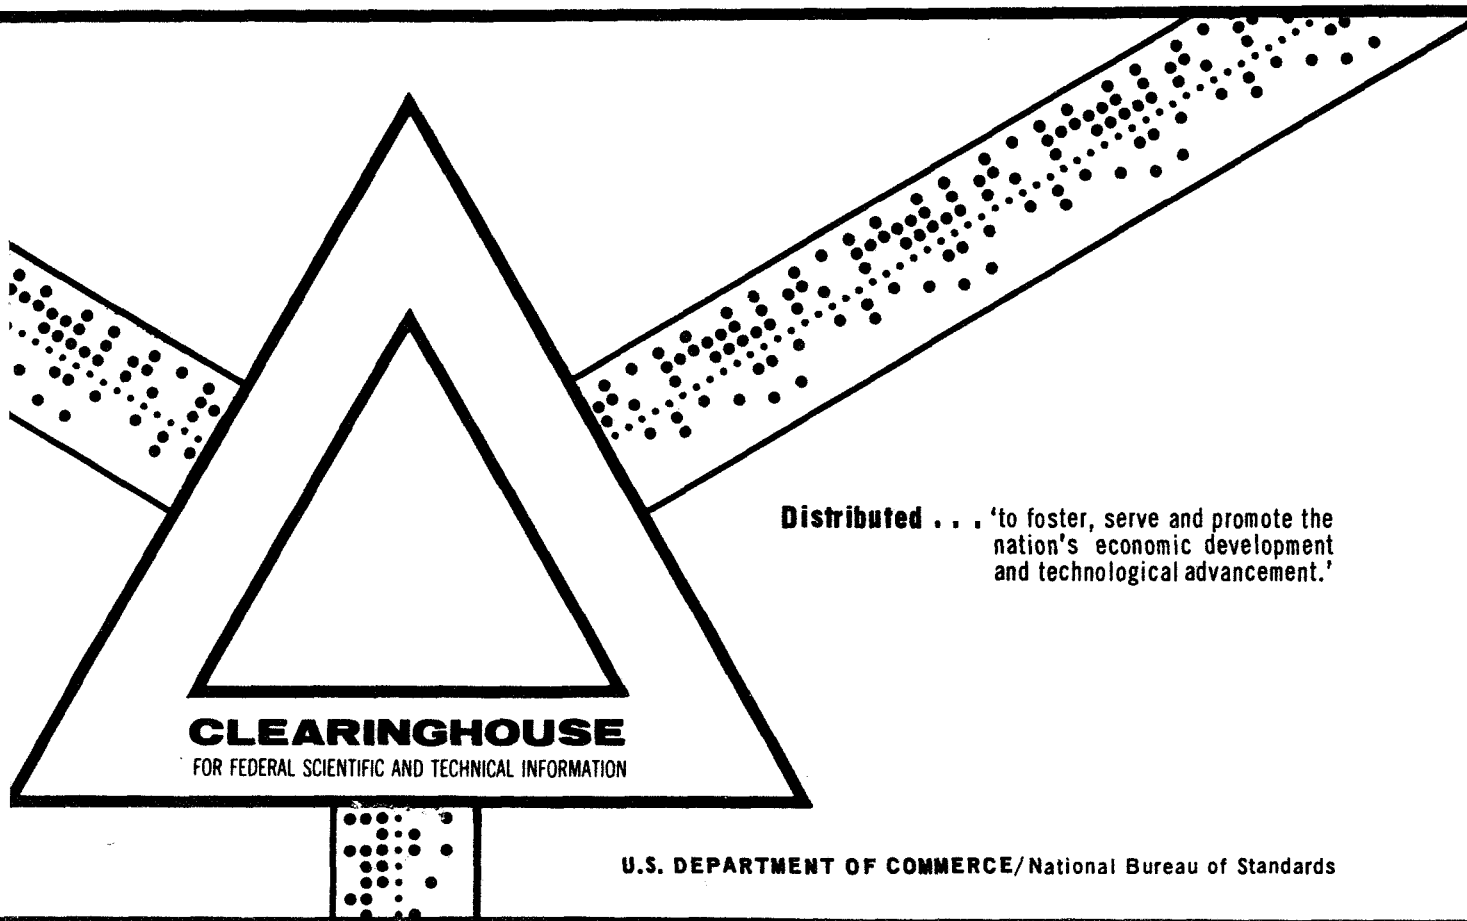 Distributed . . . 'to foster, serve and promote the
nation's economic development
and technological advancement.'
CLEARINGHOUSE
FOR FEDERAL SCIENTIFIC AND TECHNICAL INFORMATION
U.S. DEPARTMENT OF COMMERCE/National Bureau of Standards